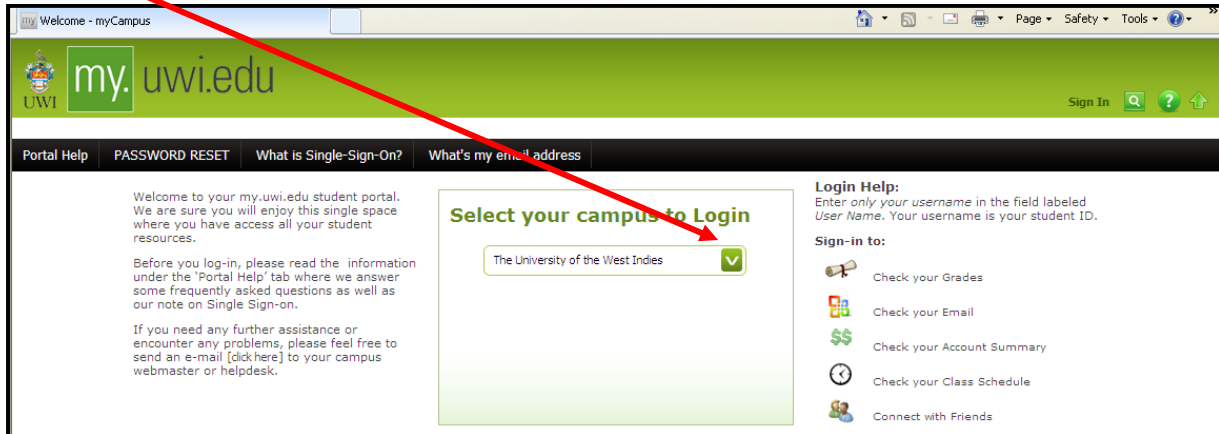 Welcome - myCampus
Page Safety Tools
»
UWI
my. uwi.edu
Sign In
Portal Help PASSWORD RESET What is Single-Sign-On? What's my email address
Welcome to your my.uwi.edu student portal.
We are sure you will enjoy this single space
where you have access all your student
resources.
Before you log-in, please read the information
under the 'Portal Help' tab where we answer
some frequently asked questions as well as
our note on Single Sign-on.
If you need any further assistance or
encounter any problems, please feel free to
send an e-mail [click here] to your campus
webmaster or helpdesk.
Select your campus to Login
The University of the West Indies
Login Help:
Enter only your username in the field labeled
User Name. Your username is your student ID.
Sign-in to:
Check your Grades
Check your Email
$$
Check your Account Summary
Check your Class Schedule
Connect with Friends